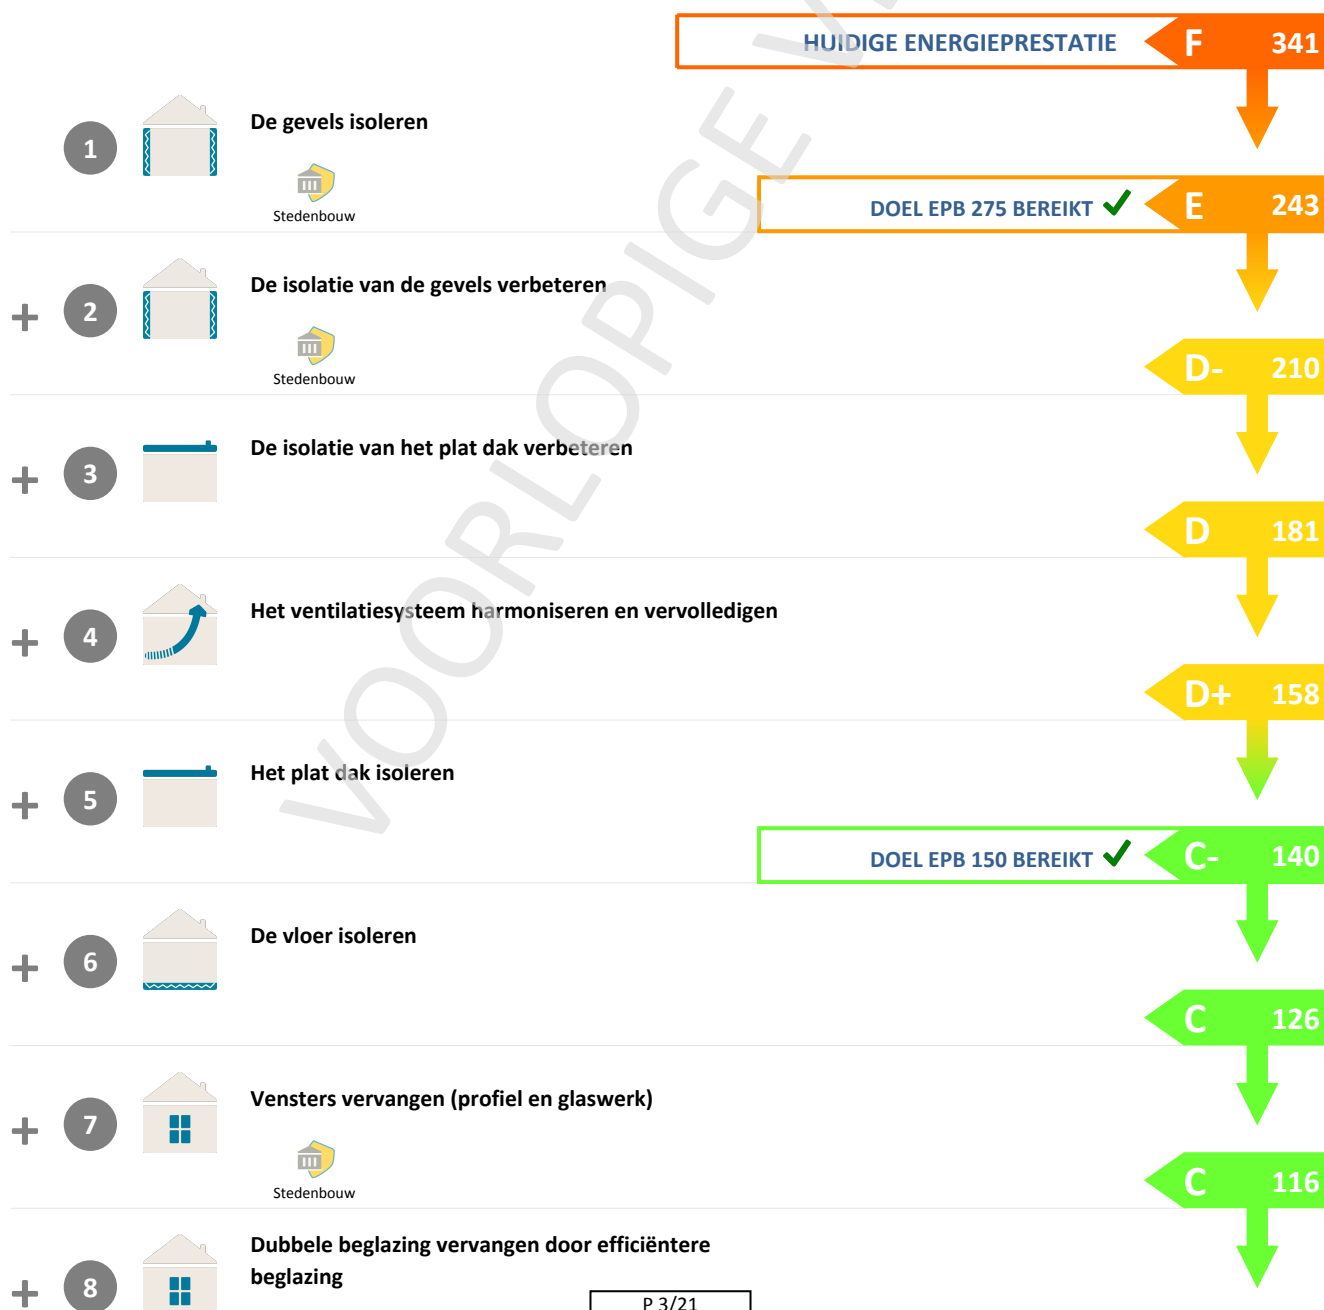 HUIDIGE ENERGIEPRESTATIE F 341
1 De gevels isoleren
Stedenbouw
DOEL EPB 275 BEREIKT ✓ E 243
+ 2 De isolatie van de gevels verbeteren
Stedenbouw
D- 210
+ 3 De isolatie van het plat dak verbeteren
D 181
+ 4 Het ventilatiesysteem harmoniseren en vervolledigen
D+ 158
+ 5 Het plat dak isoleren
DOEL EPB 150 BEREIKT ✓ C- 140
+ 6 De vloer isoleren
C 126
+ 7 Vensters vervangen (profiel en glaswerk)
Stedenbouw
C 116
+ 8 Dubbele beglazing vervangen door efficiëntere
beglazing
P 3/21
VOORLOPIGE